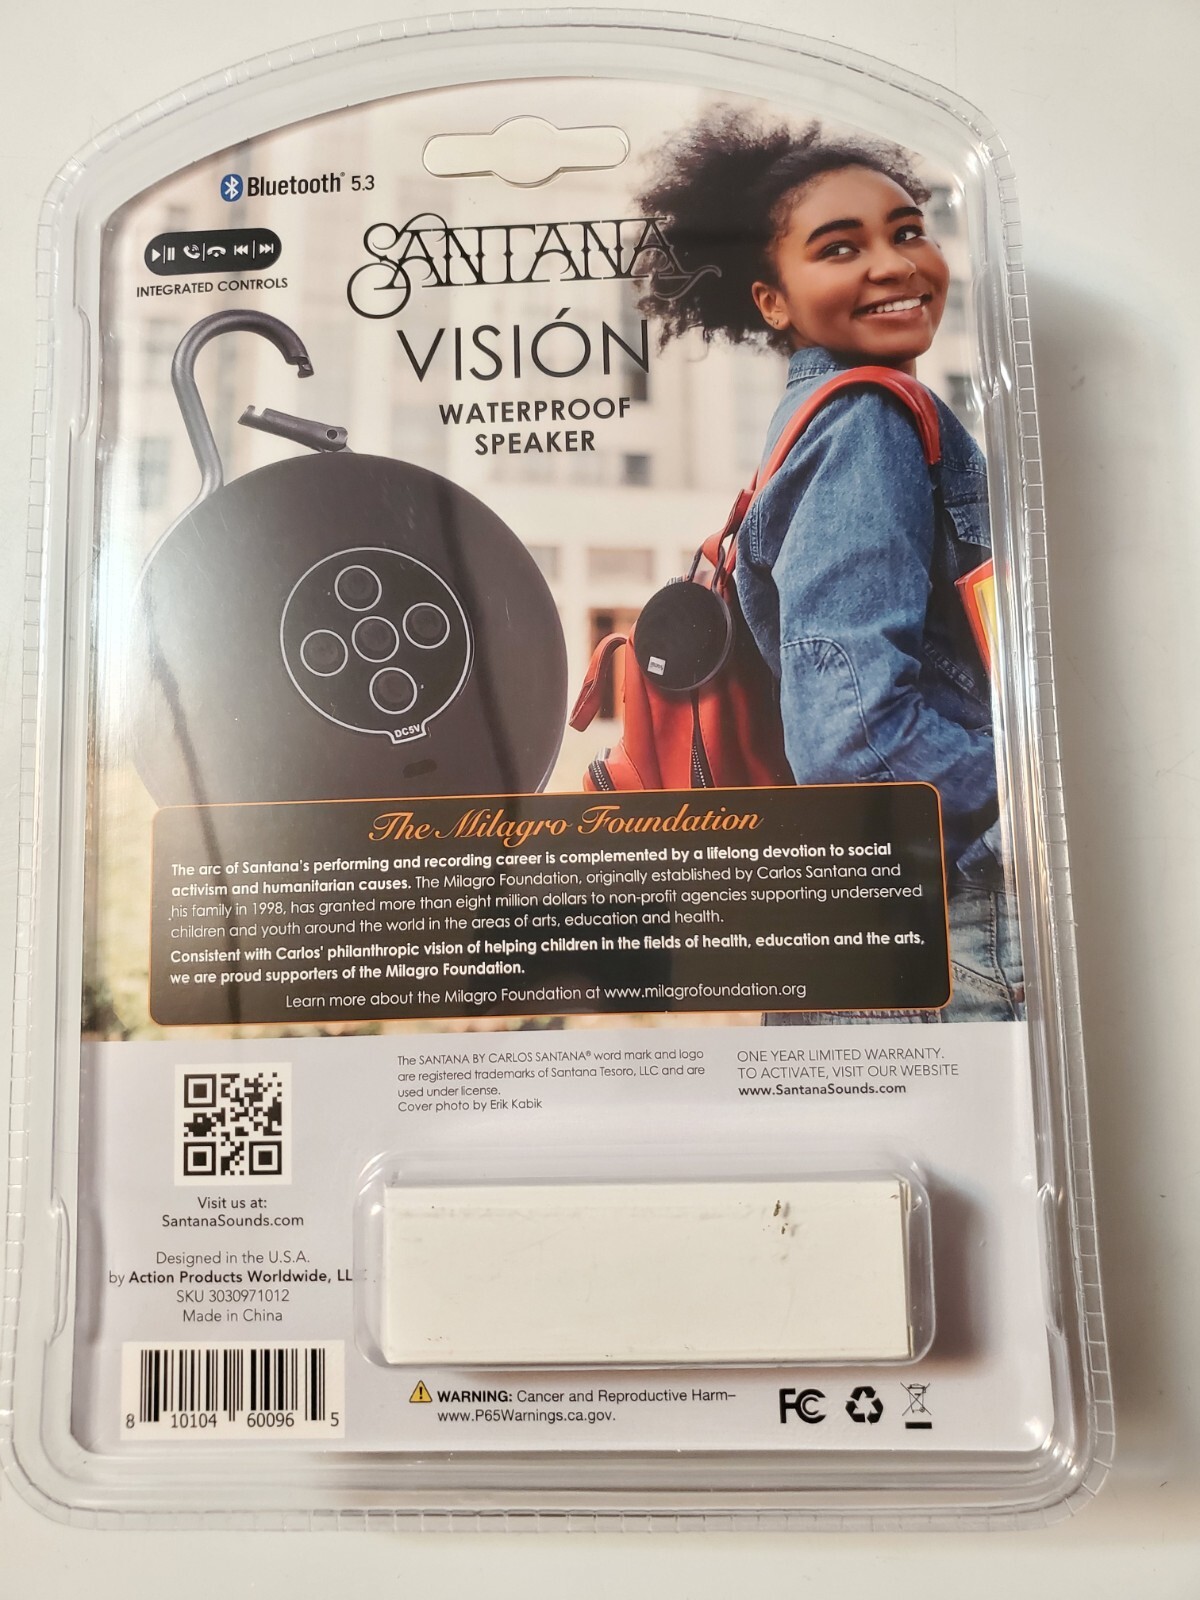 Bluetooth® 5.3
INTEGRATED CONTROLS
SANTANA
VISIÓN
WATERPROOF
SPEAKER
DC5V
The Milagro Foundation
The arc of Santana's performing and recording career is complemented by a lifelong devotion to social
activism and humanitarian causes. The Milagro Foundation, originally established by Carlos Santana and
his family in 1998, has granted more than eight million dollars to non-profit agencies supporting underserved
children and youth around the world in the areas of arts, education and health.
Consistent with Carlos' philanthropic vision of helping children in the fields of health, education and the arts,
we are proud supporters of the Milagro Foundation.
Learn more about the Milagro Foundation at www.milagrofoundation.org
The SANTANA BY CARLOS SANTANA® word mark and logo
are registered trademarks of Santana Tesoro, LLC and are
used under license.
Cover photo by Erik Kabik
ONE YEAR LIMITED WARRANTY.
TO ACTIVATE, VISIT OUR WEBSITE
www.SantanaSounds.com
Visit us at:
SantanaSounds.com
Designed in the U.S.A.
by Action Products Worldwide, LL
SKU 3030971012
Made in China
8 10104 60096 5
WARNING: Cancer and Reproductive Harm–
www.P65Warnings.ca.gov.
FC